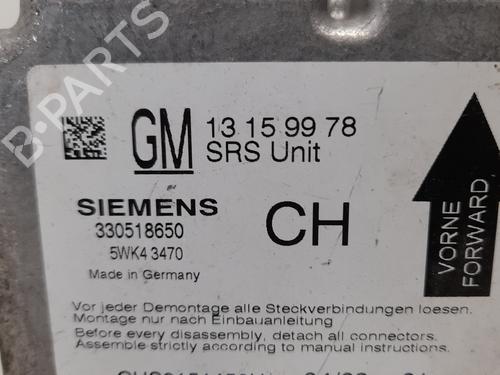 GM 13 15 99 78
SRS Unit
SIEMENS
330518650
5WK4 3470
Made in Germany
CH
VORNE
FORWARD
Vor jeder Demontage alle Steckverbindungen loesen.
Montage nur nach Einbauanleitung
Before every disassembly, detach all connectors.
Assemble strictly according to manual instructions.
B-PARTS